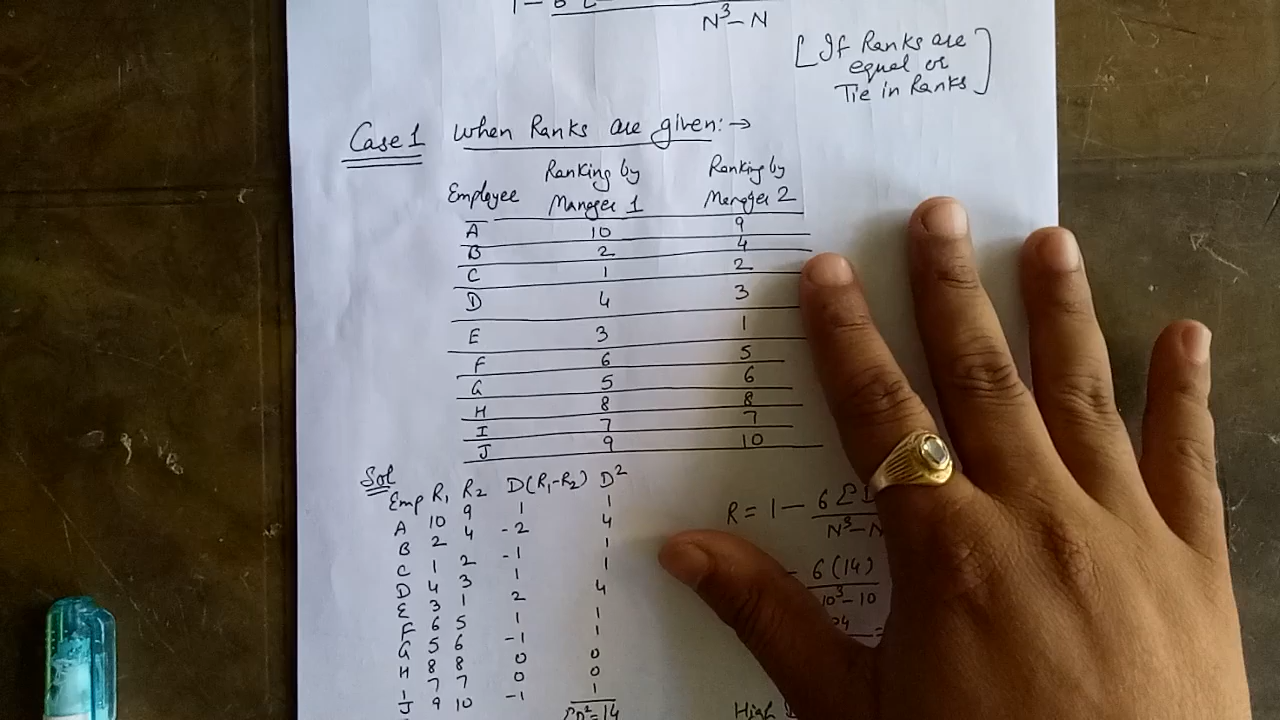 N³-N
[If Ranks are
equal or
Tie in Ranks]
Case 1 When Ranks are given:→
Employee Ranking by Manager 1 Ranking by Manager 2
A 10 9
B 2 4
C 1 2
D 4 3
E 3 1
F 6 5
G 5 6
H 8 8
I 7 7
J 9 10
Sol
Emp R₁ R₂ D(R₁-R₂) D²
A 10 9 1 1
B 2 4 -2 4
C 1 2 -1 1
D 4 3 1 1
E 3 1 2 4
F 6 5 1 1
G 5 6 -1 1
H 8 8 0 0
I 7 7 0 0
J 9 10 -1 1
ΣD²=14
R = 1 - 6 Σ
N³-N
- 6(14)
10³-10
=
High